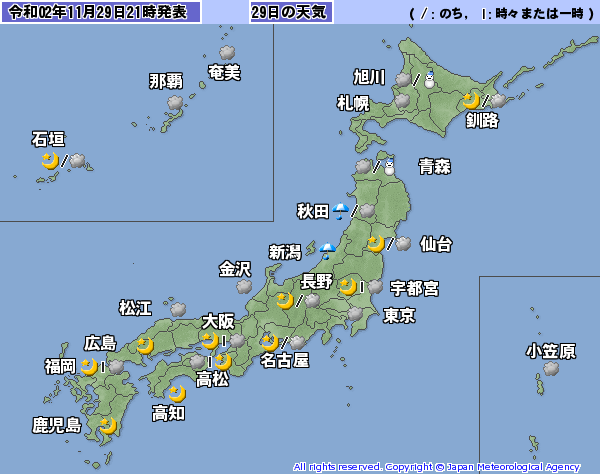 令和02年11月29日21時発表 29日の天気 ( / : のち, | : 時々または一時 )
奄美
那覇
旭川 /
札幌
釧路 /
石垣 /
青森 /
秋田 /
仙台 /
新潟
金沢
長野 /
宇都宮 |
松江
大阪 |
東京
広島
名古屋 /
小笠原
福岡 |
高松 |
高知
鹿児島
All rights reserved. Copyright © Japan Meteorological Agency